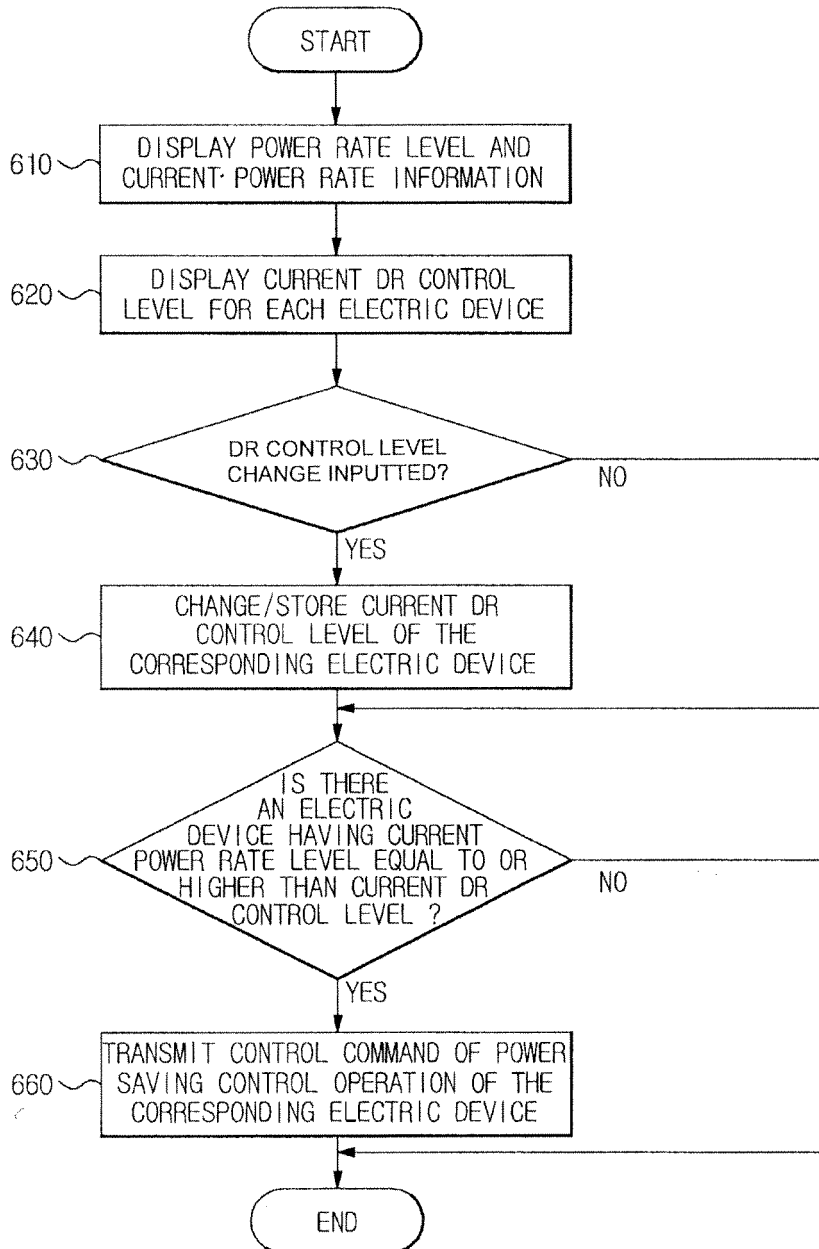 START
610
DISPLAY POWER RATE LEVEL AND
CURRENT POWER RATE INFORMATION
620
DISPLAY CURRENT DR CONTROL
LEVEL FOR EACH ELECTRIC DEVICE
630
DR CONTROL LEVEL
CHANGE INPUTTED?
NO
YES
640
CHANGE/STORE CURRENT DR
CONTROL LEVEL OF THE
CORRESPONDING ELECTRIC DEVICE
650
IS THERE
AN ELECTRIC
DEVICE HAVING CURRENT
POWER RATE LEVEL EQUAL TO OR
HIGHER THAN CURRENT DR
CONTROL LEVEL ?
NO
YES
660
TRANSMIT CONTROL COMMAND OF POWER
SAVING CONTROL OPERATION OF THE
CORRESPONDING ELECTRIC DEVICE
END